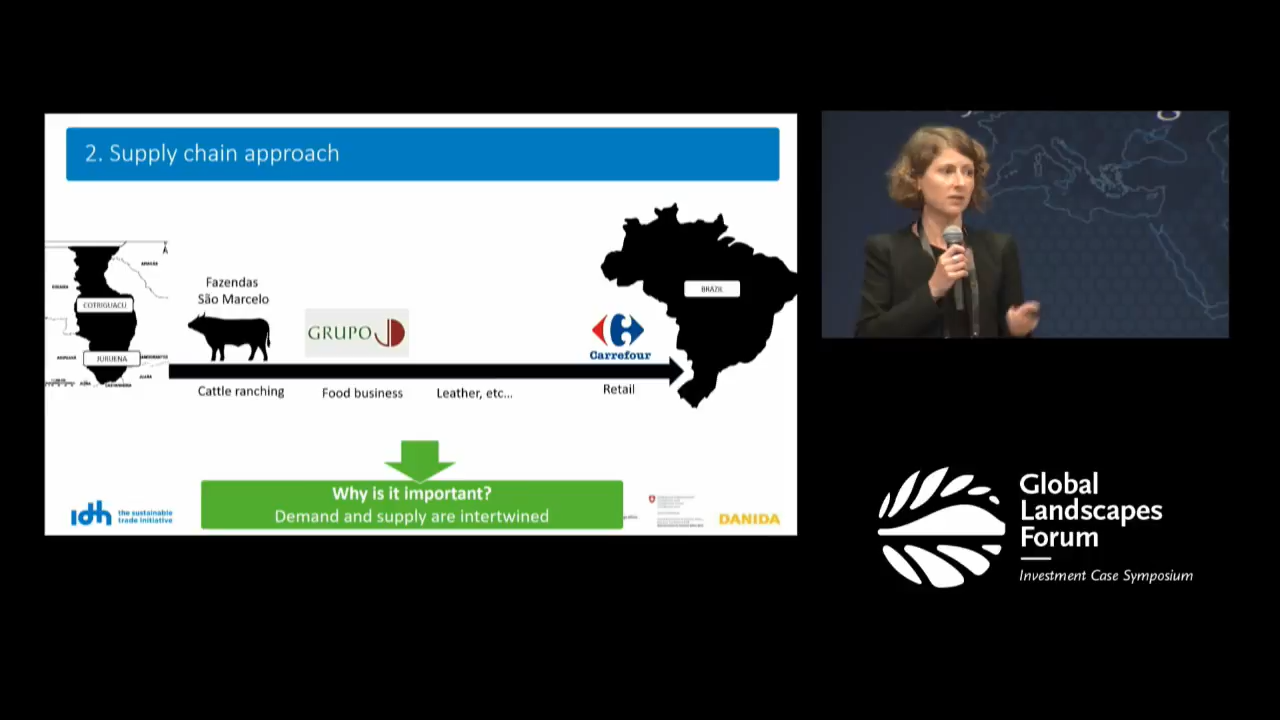 2. Supply chain approach
COTRIGUAÇU
JURUENA
Fazendas
São Marcelo
GRUPO JD
Carrefour
BRAZIL
Cattle ranching
Food business
Leather, etc...
Retail
Why is it important?
Demand and supply are intertwined
idh the sustainable
trade initiative
DANIDA
Global
Landscapes
Forum
Investment Case Symposium